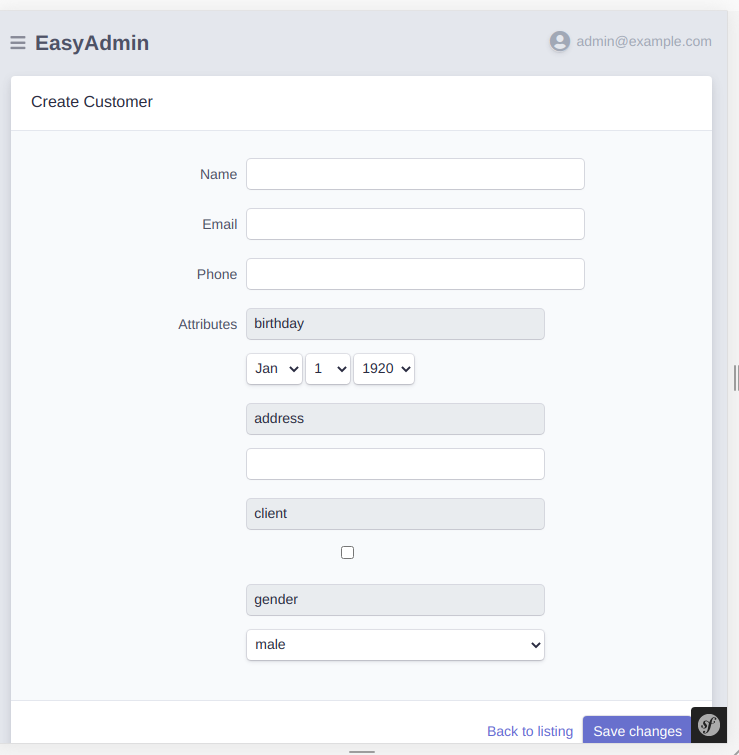 EasyAdmin
admin@example.com
Create Customer
Name
Email
Phone
Attributes birthday
Jan 1 1920
address
client
gender
male
Back to listing Save changes sf